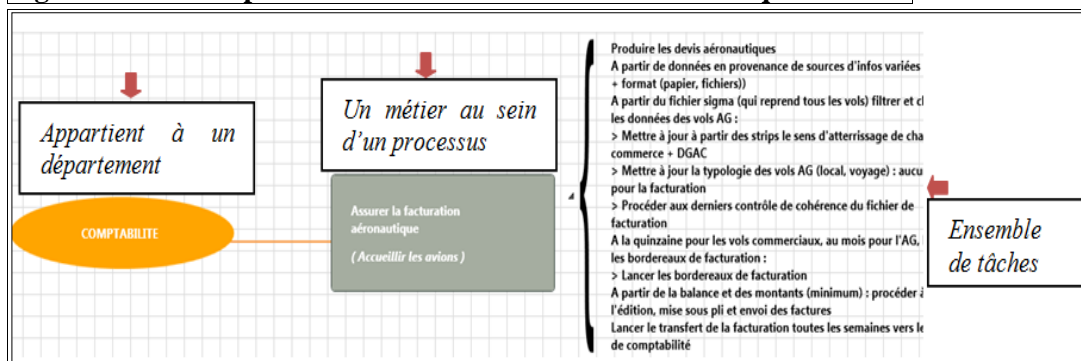 Appartient à un
département
COMPTABILITE
Un métier au sein
d'un processus
Assurer la facturation
aéronautique
( Accueillir les avions )
Produire les devis aéronautiques
A partir de données en provenance de sources d'infos variées
+ format (papier, fichiers))
A partir du fichier sigma (qui reprend tous les vols) filtrer et
les données des vols AG :
> Mettre à jour à partir des strips le sens d'atterrissage de
commerce + DGAC
> Mettre à jour la typologie des vols AG (local, voyage) :
pour la facturation
> Procéder aux derniers contrôle de cohérence du fichier de
facturation
A la quinzaine pour les vols commerciaux, au mois pour l'AG,
les bordereaux de facturation :
> Lancer les bordereaux de facturation
A partir de la balance et des montants (minimum) : procéder
l'édition, mise sous pli et envoi des factures
Lancer le transfert de la facturation toutes les semaines vers
de comptabilité
Ensemble
de tâches